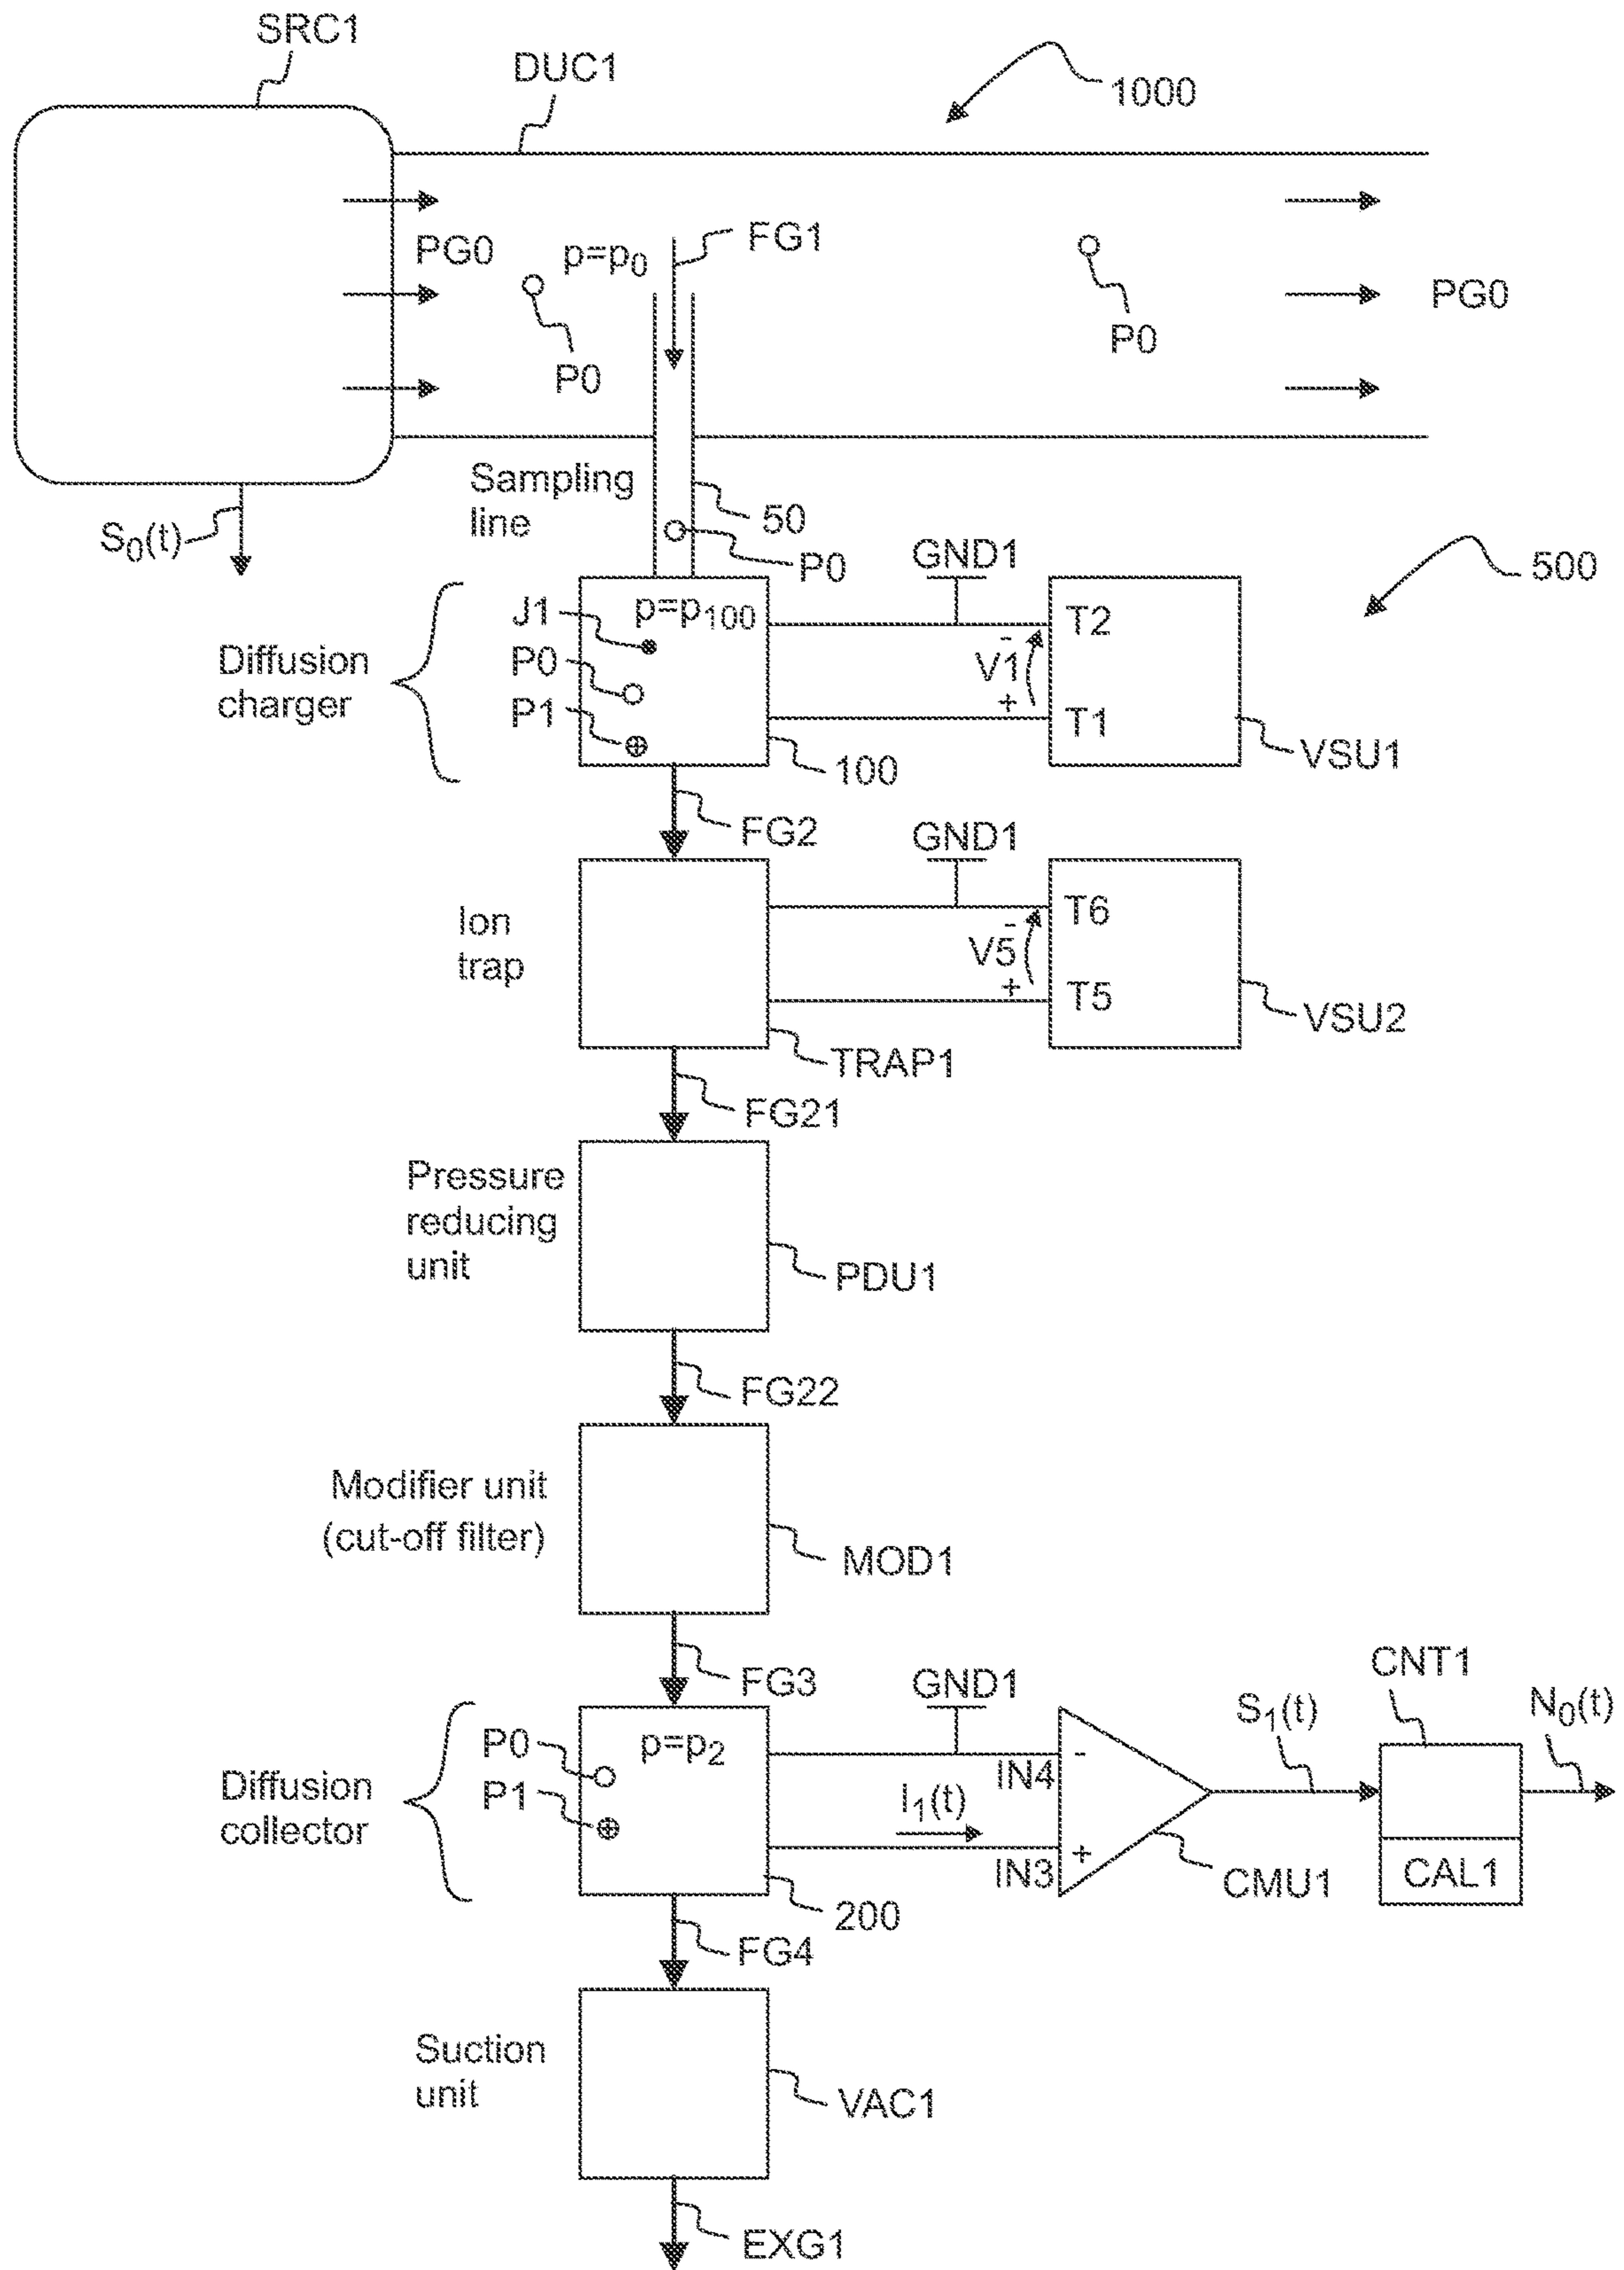 SRC1
DUC1
1000
PG0
p=p0
FG1
P0
P0
PG0
Sampling
line
50
P0
S0(t)
GND1
500
Diffusion
charger
J1
P0
P1
p=p100
-
V1
+
T2
T1
100
VSU1
FG2
GND1
Ion
trap
-
V5
+
T6
T5
VSU2
TRAP1
FG21
Pressure
reducing
unit
PDU1
FG22
Modifier unit
(cut-off filter)
MOD1
FG3
GND1
CNT1
S1(t)
N0(t)
Diffusion
collector
P0
P1
p=p2
IN4
-
I1(t)
IN3
+
CMU1
CAL1
200
FG4
Suction
unit
VAC1
EXG1